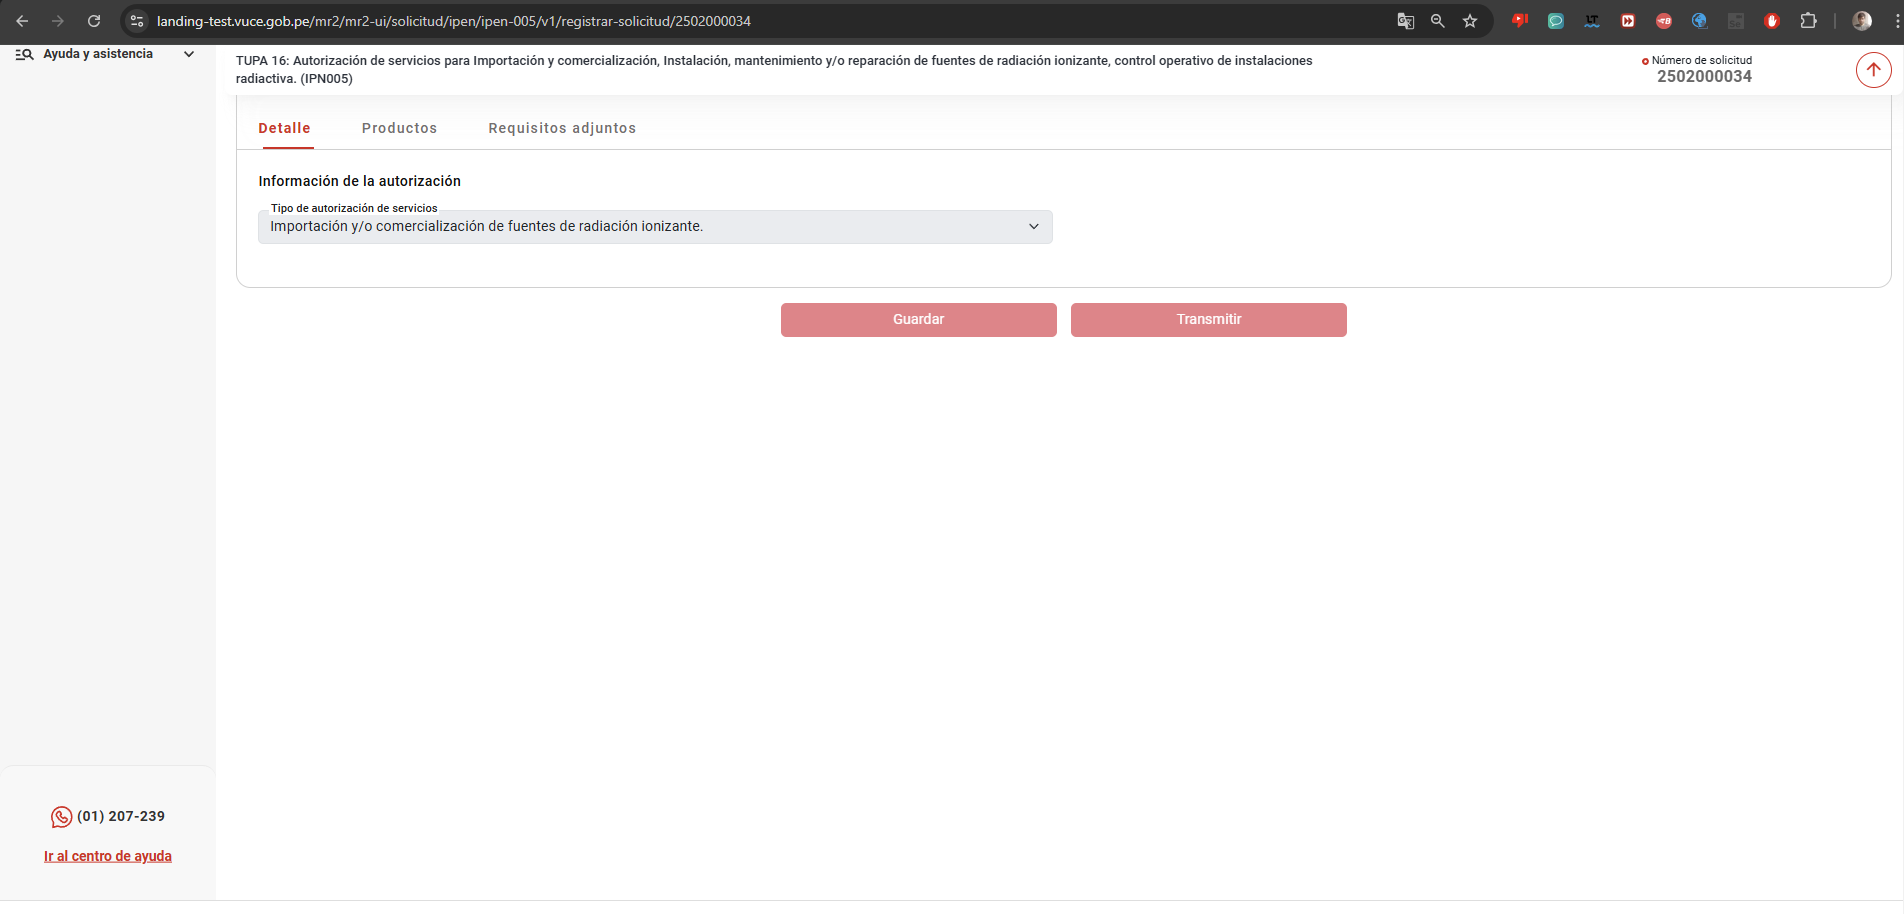 landing-test.vuce.gob.pe/mr2/mr2-ui/solicitud/ipen/ipen-005/v1/registrar-solicitud/2502000034
Ayuda y asistencia
TUPA 16: Autorización de servicios para Importación y comercialización, Instalación, mantenimiento y/o reparación de fuentes de radiación ionizante, control operativo de instalaciones
radiactiva. (IPN005)
Número de solicitud
2502000034
Detalle Productos Requisitos adjuntos
Información de la autorización
Tipo de autorización de servicios
Importación y/o comercialización de fuentes de radiación ionizante.
Guardar Transmitir
(01) 207-239
Ir al centro de ayuda